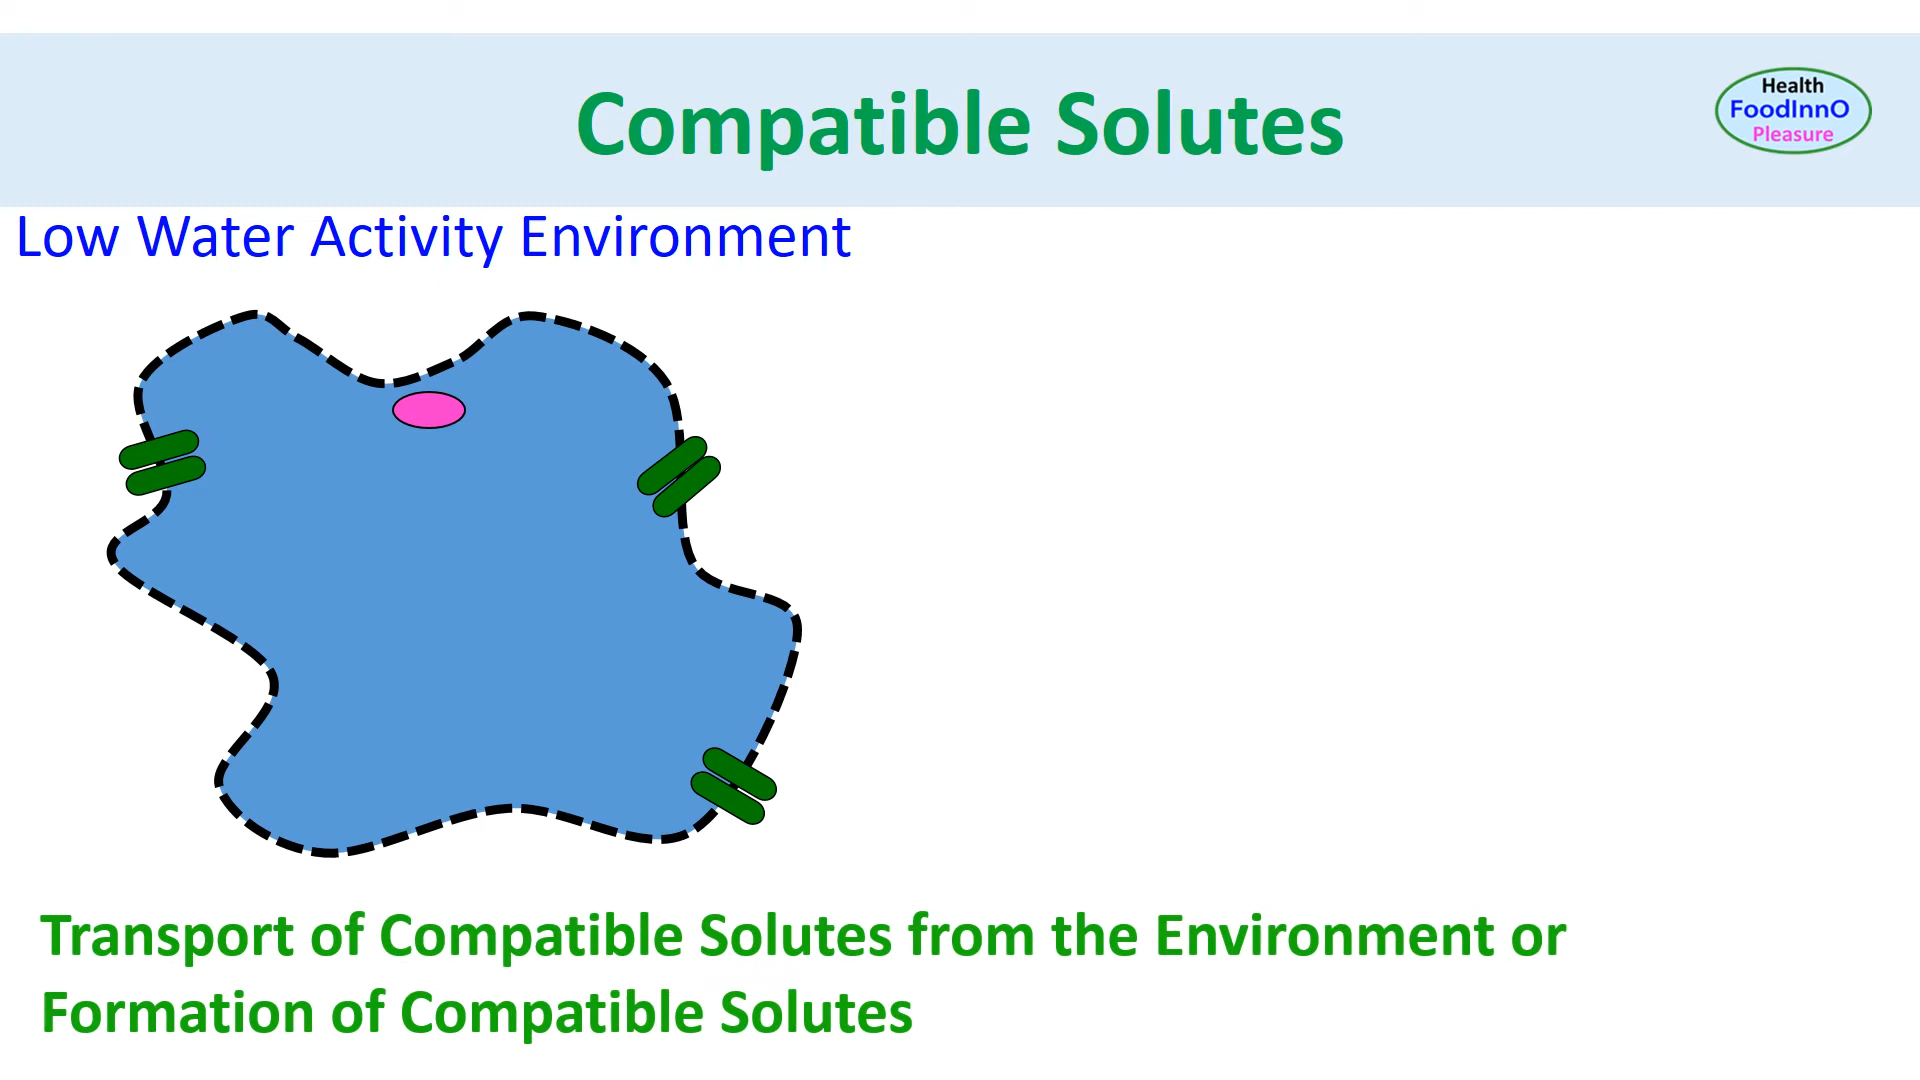 Compatible Solutes
Health
FoodInnO
Pleasure
Low Water Activity Environment
Transport of Compatible Solutes from the Environment or
Formation of Compatible Solutes